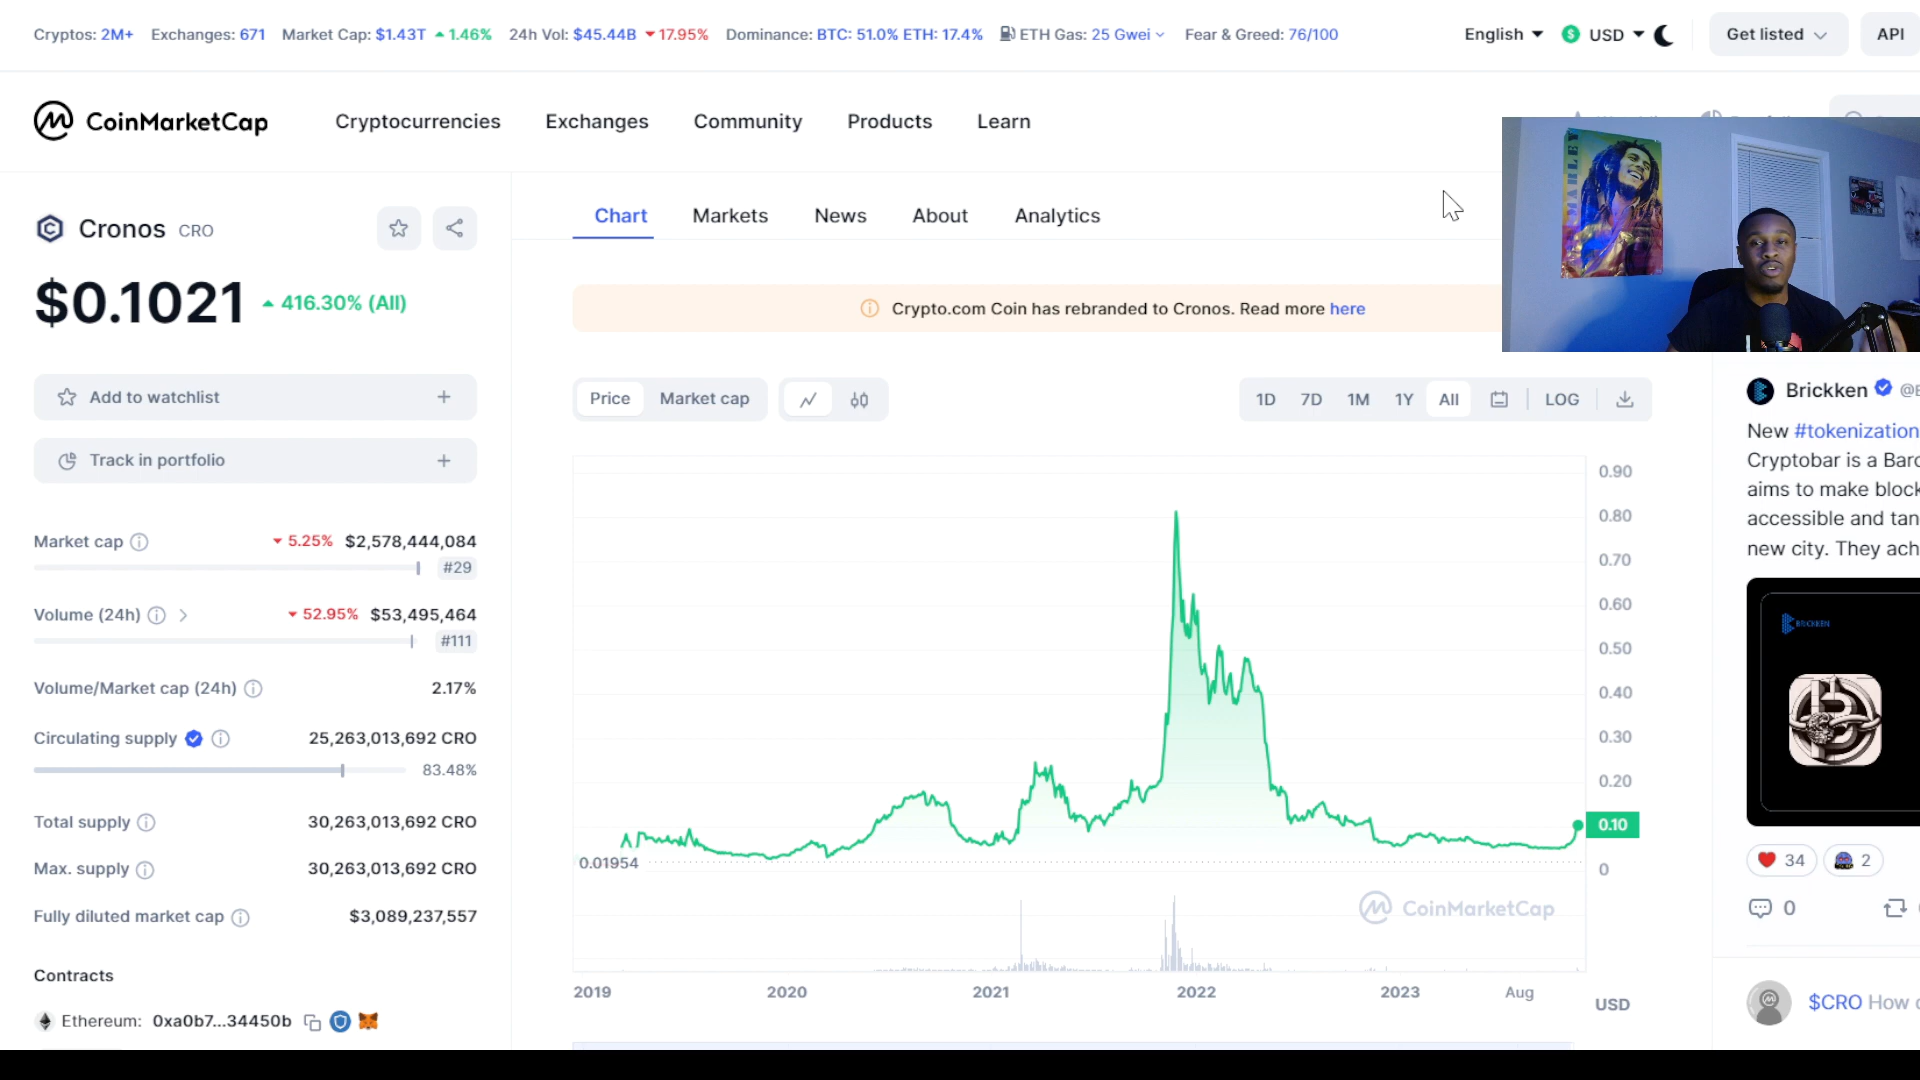 Cryptos: 2M+ Exchanges: 671 Market Cap: $1.43T 1.46% 24h Vol: $45.44B 17.95% Dominance: BTC: 51.0% ETH: 17.4% ETH Gas: 25 Gwei Fear & Greed: 76/100 English USD Get listed API
CoinMarketCap Cryptocurrencies Exchanges Community Products Learn
MARLEY
Cronos CRO
$0.1021 416.30% (All)
Add to watchlist +
Track in portfolio +
Market cap 5.25% $2,578,444,084
#29
Volume (24h) 52.95% $53,495,464
#111
Volume/Market cap (24h) 2.17%
Circulating supply 25,263,013,692 CRO
83.48%
Total supply 30,263,013,692 CRO
Max. supply 30,263,013,692 CRO
Fully diluted market cap $3,089,237,557
Contracts
Ethereum: 0xa0b7...34450b
Chart Markets News About Analytics
Crypto.com Coin has rebranded to Cronos. Read more here
Price Market cap 1D 7D 1M 1Y All LOG
0.90
0.80
0.70
0.60
0.50
0.40
0.30
0.20
0.10
0
0.01954
CoinMarketCap
2019 2020 2021 2022 2023 Aug
USD
Brickken
New #tokenization
Cryptobar is a Barc
aims to make block
accessible and tan
new city. They ach
BRICKKEN
34 2
0
$CRO How